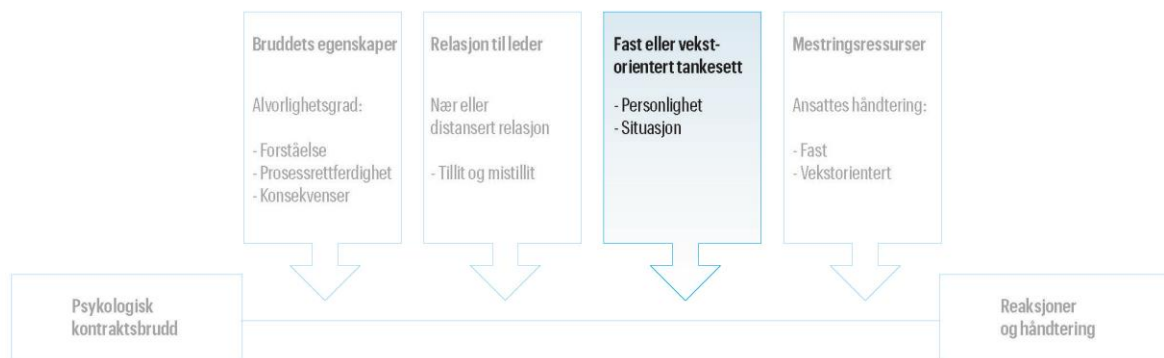 Bruddets egenskaper
Alvorlighetsgrad:
- Forståelse
- Prosessrettferdighet
- Konsekvenser
Relasjon til leder
Nær eller
distansert relasjon
- Tillit og mistillit
Fast eller vekst-
orientert tankesett
- Personlighet
- Situasjon
Mestringsressurser
Ansattes håndtering:
- Fast
- Vekstorientert
Psykologisk
kontraktsbrudd
Reaksjoner
og håndtering